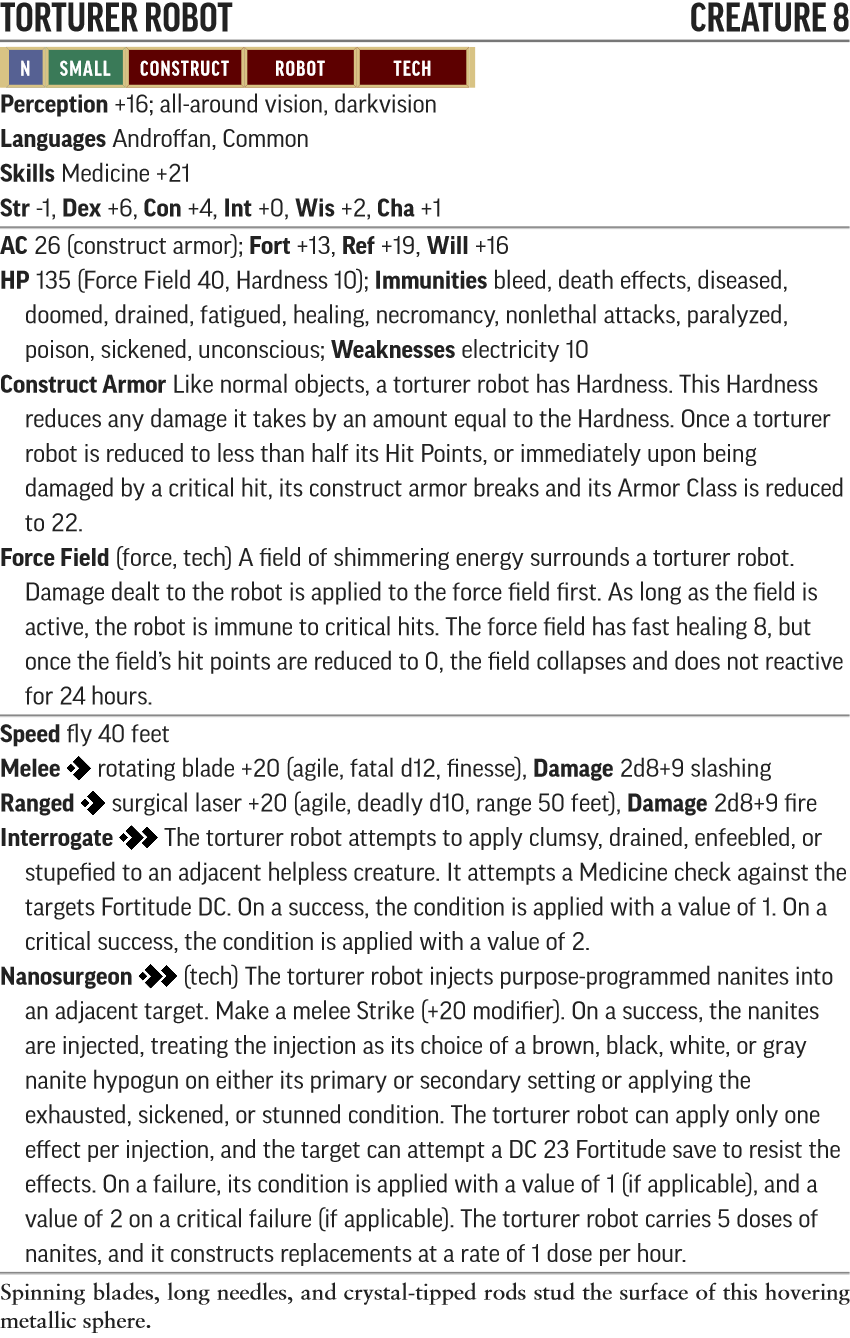 TORTURER ROBOT CREATURE 8
N SMALL CONSTRUCT ROBOT TECH
Perception +16; all-around vision, darkvision
Languages Androffan, Common
Skills Medicine +21
Str -1, Dex +6, Con +4, Int +0, Wis +2, Cha +1
AC 26 (construct armor); Fort +13, Ref +19, Will +16
HP 135 (Force Field 40, Hardness 10); Immunities bleed, death effects, diseased,
doomed, drained, fatigued, healing, necromancy, nonlethal attacks, paralyzed,
poison, sickened, unconscious; Weaknesses electricity 10
Construct Armor Like normal objects, a torturer robot has Hardness. This Hardness
reduces any damage it takes by an amount equal to the Hardness. Once a torturer
robot is reduced to less than half its Hit Points, or immediately upon being
damaged by a critical hit, its construct armor breaks and its Armor Class is reduced
to 22.
Force Field (force, tech) A field of shimmering energy surrounds a torturer robot.
Damage dealt to the robot is applied to the force field first. As long as the field is
active, the robot is immune to critical hits. The force field has fast healing 8, but
once the field's hit points are reduced to 0, the field collapses and does not reactive
for 24 hours.
Speed fly 40 feet
Melee rotating blade +20 (agile, fatal d12, finesse), Damage 2d8+9 slashing
Ranged surgical laser +20 (agile, deadly d10, range 50 feet), Damage 2d8+9 fire
Interrogate The torturer robot attempts to apply clumsy, drained, enfeebled, or
stupefied to an adjacent helpless creature. It attempts a Medicine check against the
targets Fortitude DC. On a success, the condition is applied with a value of 1. On a
critical success, the condition is applied with a value of 2.
Nanosurgeon (tech) The torturer robot injects purpose-programmed nanites into
an adjacent target. Make a melee Strike (+20 modifier). On a success, the nanites
are injected, treating the injection as its choice of a brown, black, white, or gray
nanite hypogun on either its primary or secondary setting or applying the
exhausted, sickened, or stunned condition. The torturer robot can apply only one
effect per injection, and the target can attempt a DC 23 Fortitude save to resist the
effects. On a failure, its condition is applied with a value of 1 (if applicable), and a
value of 2 on a critical failure (if applicable). The torturer robot carries 5 doses of
nanites, and it constructs replacements at a rate of 1 dose per hour.
Spinning blades, long needles, and crystal-tipped rods stud the surface of this hovering
metallic sphere.